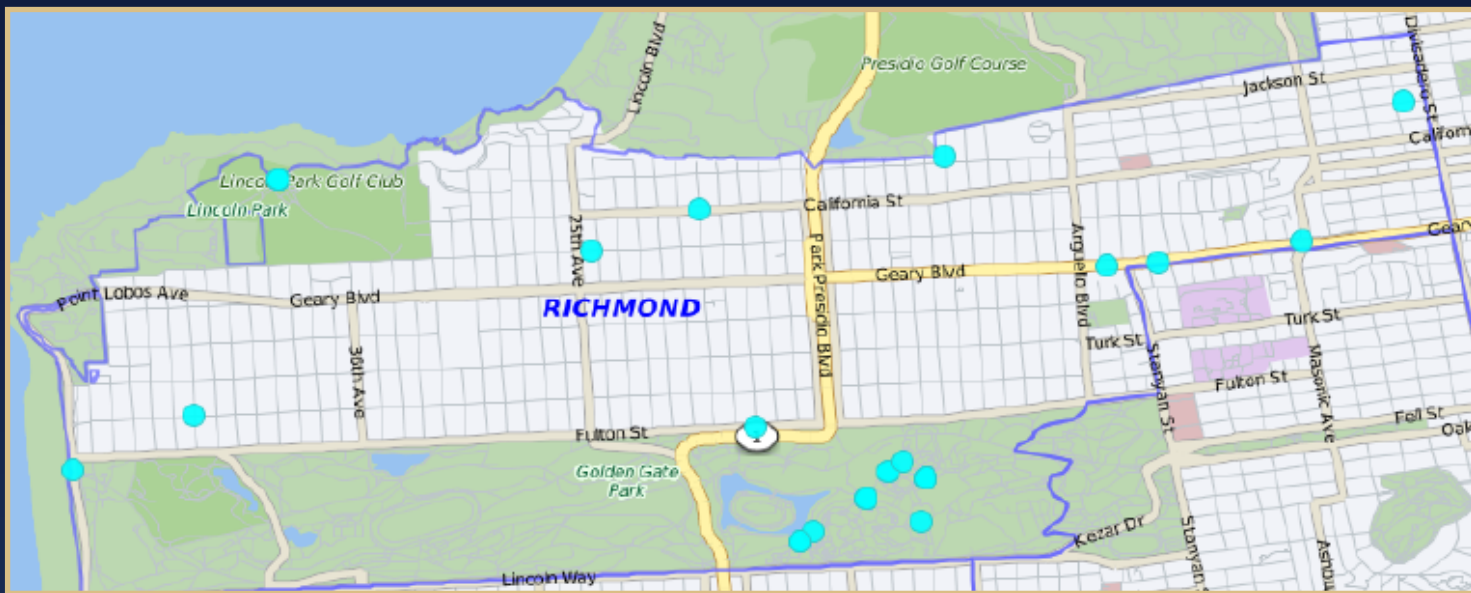 Lincoln Blvd
Presidio Golf Course
Divisadero St
Jackson St
Lincoln Park Golf Club
Lincoln Park
California St
25th Ave
Park Presidio Blvd
Arguello Blvd
Geary Blvd
Point Lobos Ave
Geary Blvd
RICHMOND
Turk St
Turk St
36th Ave
Stanyan St
Masonic Ave
Fulton St
Fulton St
Fell St
Oak
Golden Gate
Park
Kezar Dr
Lincoln Way
Stanyan S
Ashbu
Californ
Geary